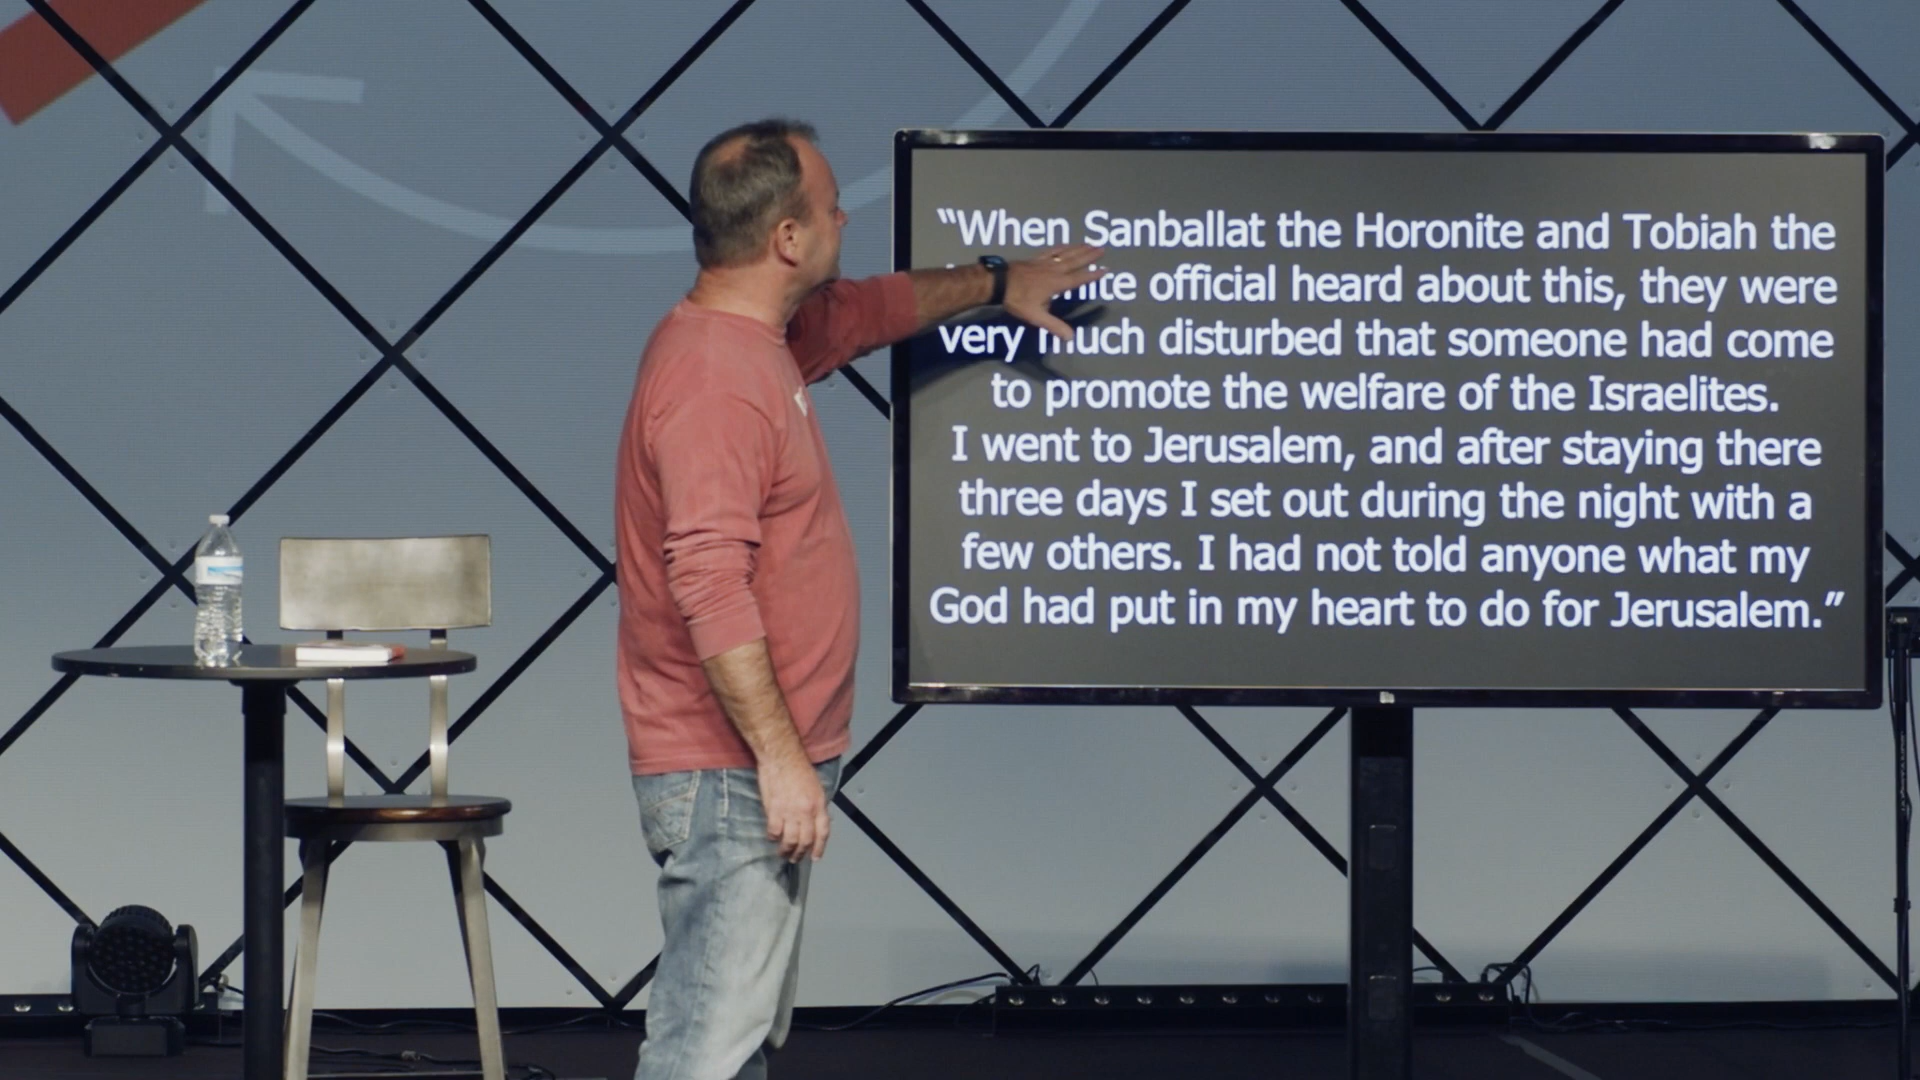 “When Sanballat the Horonite and Tobiah the
official heard about this, they were
very much disturbed that someone had come
to promote the welfare of the Israelites.
I went to Jerusalem, and after staying there
three days I set out during the night with a
few others. I had not told anyone what my
God had put in my heart to do for Jerusalem.”